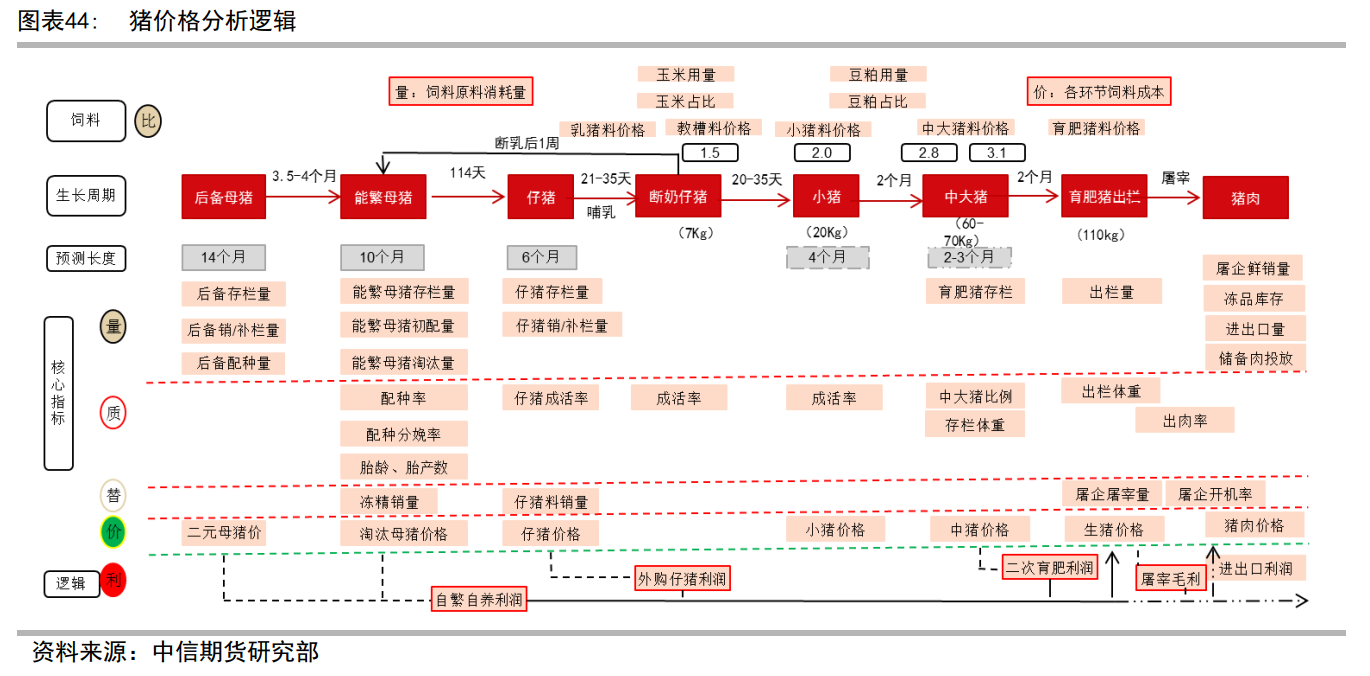 图表44: 猪价格分析逻辑
玉米用量
豆粕用量
量：饲料原料消耗量
价：各环节饲料成本
玉米占比
豆粕占比
饲料
比
乳猪料价格
教槽料价格
小猪料价格
中大猪料价格
育肥猪料价格
断乳后1周
1.5
2.0
2.8
3.1
生长周期
后备母猪
3.5-4个月
能繁母猪
114天
仔猪
21-35天
哺乳
断奶仔猪
20-35天
小猪
2个月
中大猪
2个月
育肥猪出栏
屠宰
猪肉
（7Kg）
（20Kg）
（60-
70Kg）
（110kg）
预测长度
14个月
10个月
6个月
4个月
2-3个月
核心指标
量
后备存栏量
能繁母猪存栏量
仔猪存栏量
育肥猪存栏
出栏量
屠企鲜销量
冻品库存
后备销/补栏量
能繁母猪初配量
仔猪销/补栏量
进出口量
后备配种量
能繁母猪淘汰量
储备肉投放
质
配种率
仔猪成活率
成活率
成活率
中大猪比例
出栏体重
配种分娩率
存栏体重
出肉率
胎龄、胎产数
替
冻精销量
仔猪料销量
屠企屠宰量
屠企开机率
价
二元母猪价
淘汰母猪价格
仔猪价格
小猪价格
中猪价格
生猪价格
猪肉价格
逻辑
利
自繁自养利润
外购仔猪利润
二次育肥利润
屠宰毛利
进出口利润
资料来源：中信期货研究部